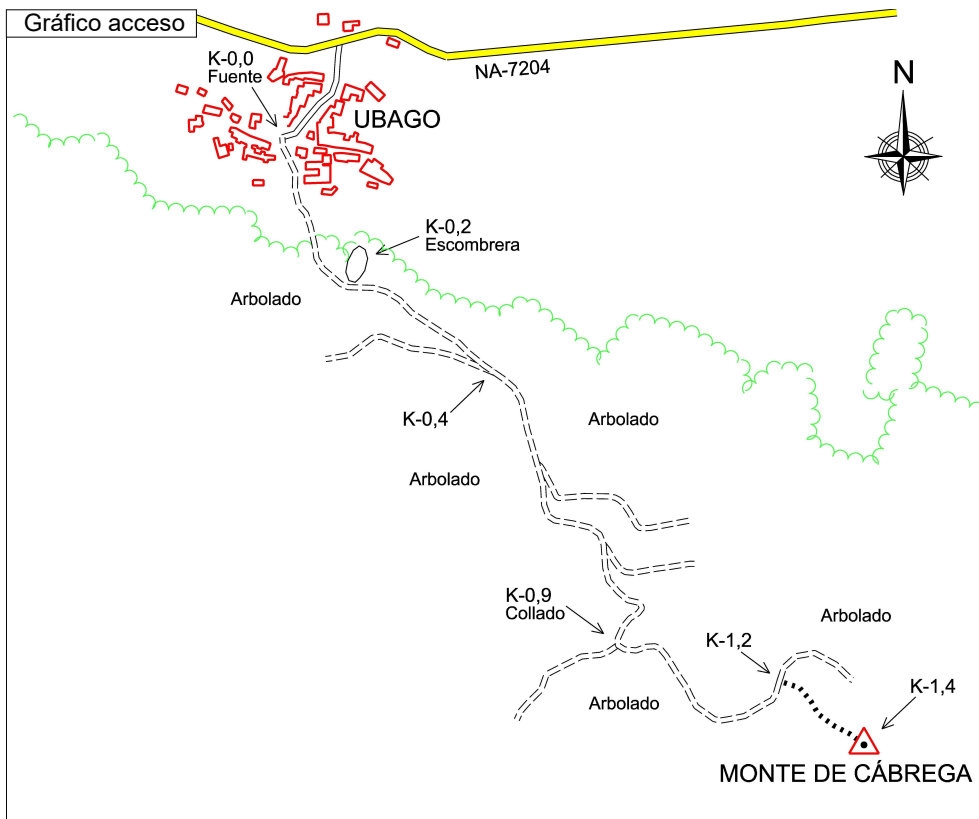 Gráfico acceso
K-0,0
Fuente
NA-7204
N
UBAGO
K-0,2
Escombrera
Arbolado
K-0,4
Arbolado
Arbolado
K-0,9
Collado
Arbolado
K-1,2
K-1,4
Arbolado
MONTE DE CÁBREGA